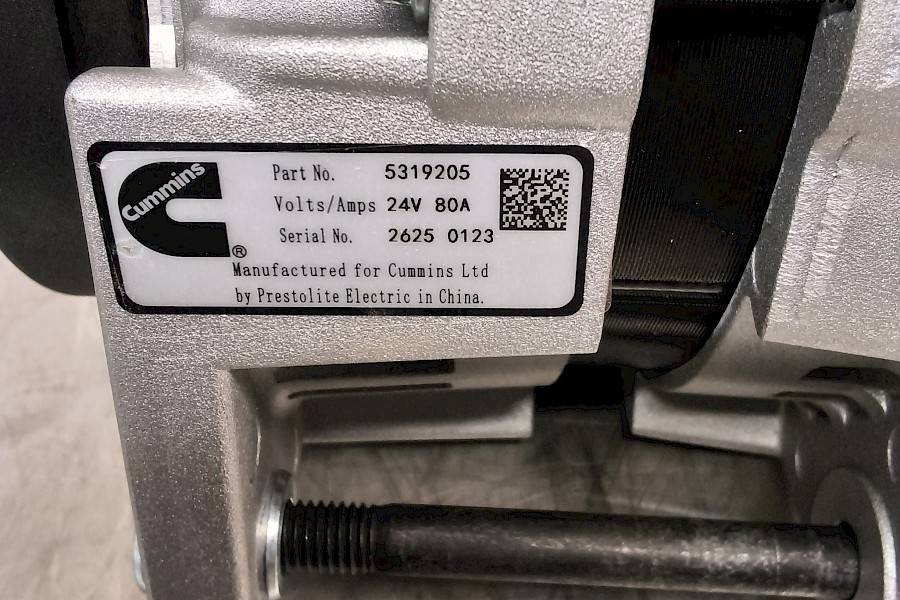 Cummins
®
Part No. 5319205
Volts/Amps 24V 80A
Serial No. 2625 0123
Manufactured for Cummins Ltd
by Prestolite Electric in China.